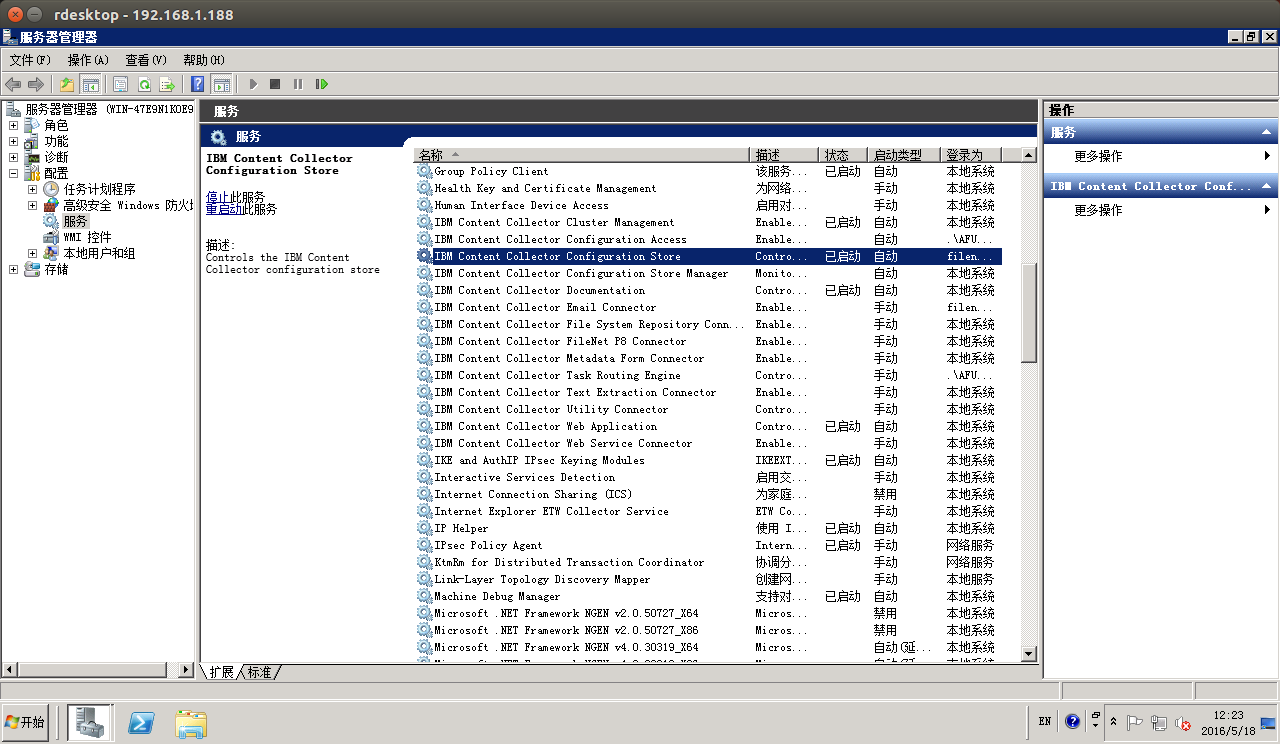 rdesktop - 192.168.1.188
服务器管理器
文件(F) 操作(A) 查看(V) 帮助(H)
服务器管理器 (WIN-47E9N1KOE9
角色
功能
诊断
配置
任务计划程序
高级安全 Windows 防火
服务
WMI 控件
本地用户和组
存储
服务
服务
IBM Content Collector
Configuration Store
停止此服务
重启动此服务
描述:
Controls the IBM Content
Collector configuration store
名称 描述 状态 启动类型 登录为
Group Policy Client 该服务... 已启动 自动 本地系统
Health Key and Certificate Management 为网络... 手动 本地系统
Human Interface Device Access 启用对... 手动 本地系统
IBM Content Collector Cluster Management Enable... 已启动 自动 本地系统
IBM Content Collector Configuration Access Enable... 自动 .\AFU...
IBM Content Collector Configuration Store Contro... 已启动 自动 filen...
IBM Content Collector Configuration Store Manager Monito... 自动 本地系统
IBM Content Collector Documentation Contro... 已启动 自动 本地系统
IBM Content Collector Email Connector Enable... 手动 filen...
IBM Content Collector File System Repository Conn... Enable... 手动 本地系统
IBM Content Collector FileNet P8 Connector Enable... 手动 本地系统
IBM Content Collector Metadata Form Connector Enable... 手动 本地系统
IBM Content Collector Task Routing Engine Contro... 手动 .\AFU...
IBM Content Collector Text Extraction Connector Enable... 手动 本地系统
IBM Content Collector Utility Connector Contro... 手动 本地系统
IBM Content Collector Web Application Contro... 已启动 自动 本地系统
IBM Content Collector Web Service Connector Enable... 手动 本地系统
IKE and AuthIP IPsec Keying Modules IKEEXT... 已启动 自动 本地系统
Interactive Services Detection 启用交... 手动 本地系统
Internet Connection Sharing (ICS) 为家庭... 禁用 本地系统
Internet Explorer ETW Collector Service ETW Co... 手动 本地系统
IP Helper 使用 I... 已启动 自动 本地系统
IPsec Policy Agent Intern... 已启动 手动 网络服务
KtmRm for Distributed Transaction Coordinator 协调分... 手动 网络服务
Link-Layer Topology Discovery Mapper 创建网... 手动 本地服务
Machine Debug Manager 支持对... 已启动 自动 本地系统
Microsoft .NET Framework NGEN v2.0.50727_X64 Micros... 禁用 本地系统
Microsoft .NET Framework NGEN v2.0.50727_X86 Micros... 禁用 本地系统
Microsoft .NET Framework NGEN v4.0.30319_X64 Micros... 自动(延... 本地系统
扩展 标准
操作
服务
更多操作
IBM Content Collector Conf...
更多操作
开始
EN
12:23
2016/5/18